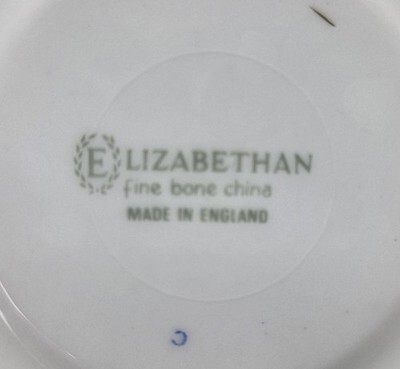 ELIZABETHAN
fine bone china
MADE IN ENGLAND